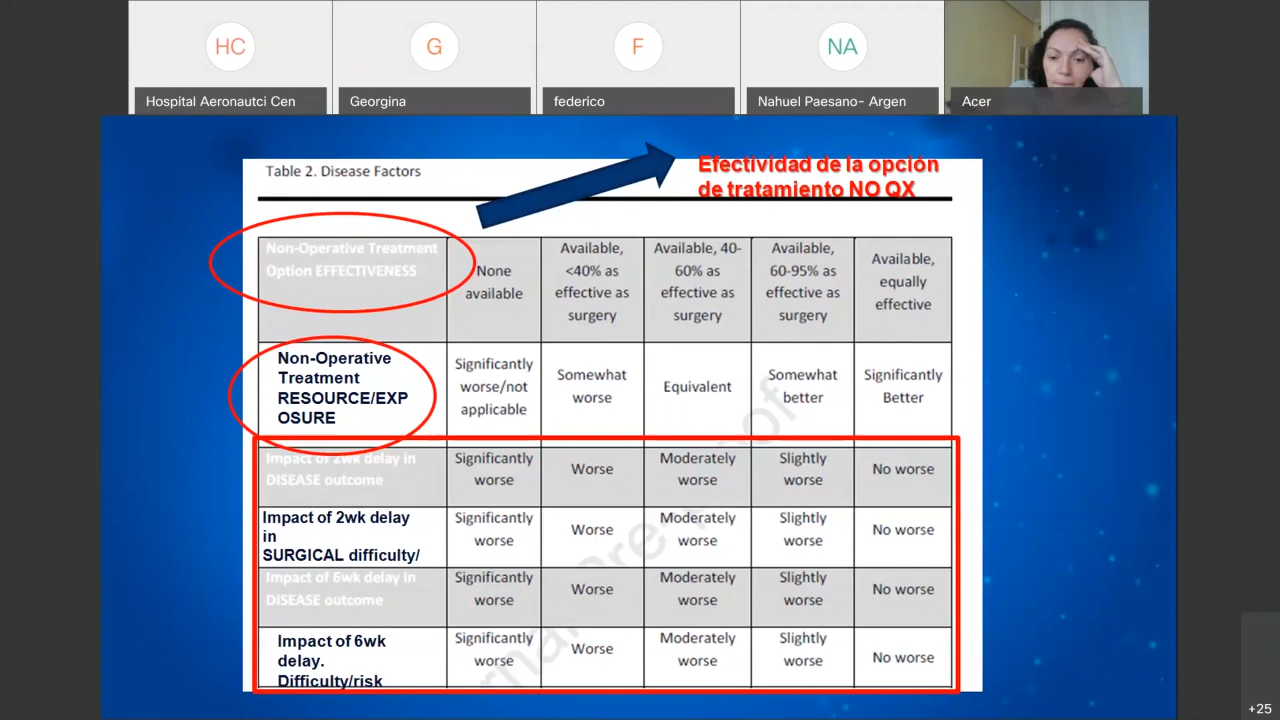 HC
G
F
NA
Hospital Aeronautci Cen
Georgina
federico
Nahuel Paesano- Argen
Acer
Table 2. Disease Factors
Efectividad de la opción
de tratamiento NO QX
Non-Operative Treatment
Option EFFECTIVENESS
None
available
Available,
<40% as
effective as
surgery
Available, 40-
60% as
effective as
surgery
Available,
60-95% as
effective as
surgery
Available,
equally
effective
Non-Operative
Treatment
RESOURCE/EXP
OSURE
Significantly
worse/not
applicable
Somewhat
worse
Equivalent
Somewhat
better
Significantly
Better
Impact of 2wk delay in
DISEASE outcome
Significantly
worse
Worse
Moderately
worse
Slightly
worse
No worse
Impact of 2wk delay
in
SURGICAL difficulty/
Significantly
worse
Worse
Moderately
worse
Slightly
worse
No worse
Impact of 6wk delay in
DISEASE outcome
Significantly
worse
Worse
Moderately
worse
Slightly
worse
No worse
Impact of 6wk
delay.
Difficulty/risk
Significantly
worse
Worse
Moderately
worse
Slightly
worse
No worse
+25